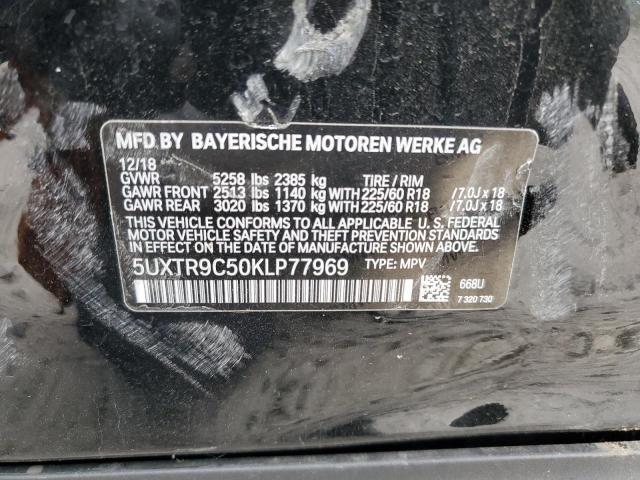 MFD.BY BAYERISCHE MOTOREN WERKE AG
12/18
GVWR 5258 lbs 2385 kg TIRE / RIM
GAWR FRONT 2513 lbs 1140 kg WITH 225/60 R18 /7.0J x 18
GAWR REAR 3020 lbs 1370 kg WITH 225/60 R18 /7.0J x 18
THIS VEHICLE CONFORMS TO ALL APPLICABLE U. S. FEDERAL
MOTOR VEHICLE SAFETY AND THEFT PREVENTION
STANDARDS IN EFFECT ON THE DATE OF MANUFACTURE SHOWN ABOVE.
5UXTR9C50KLP77969 TYPE: MPV
668U
7 320 730